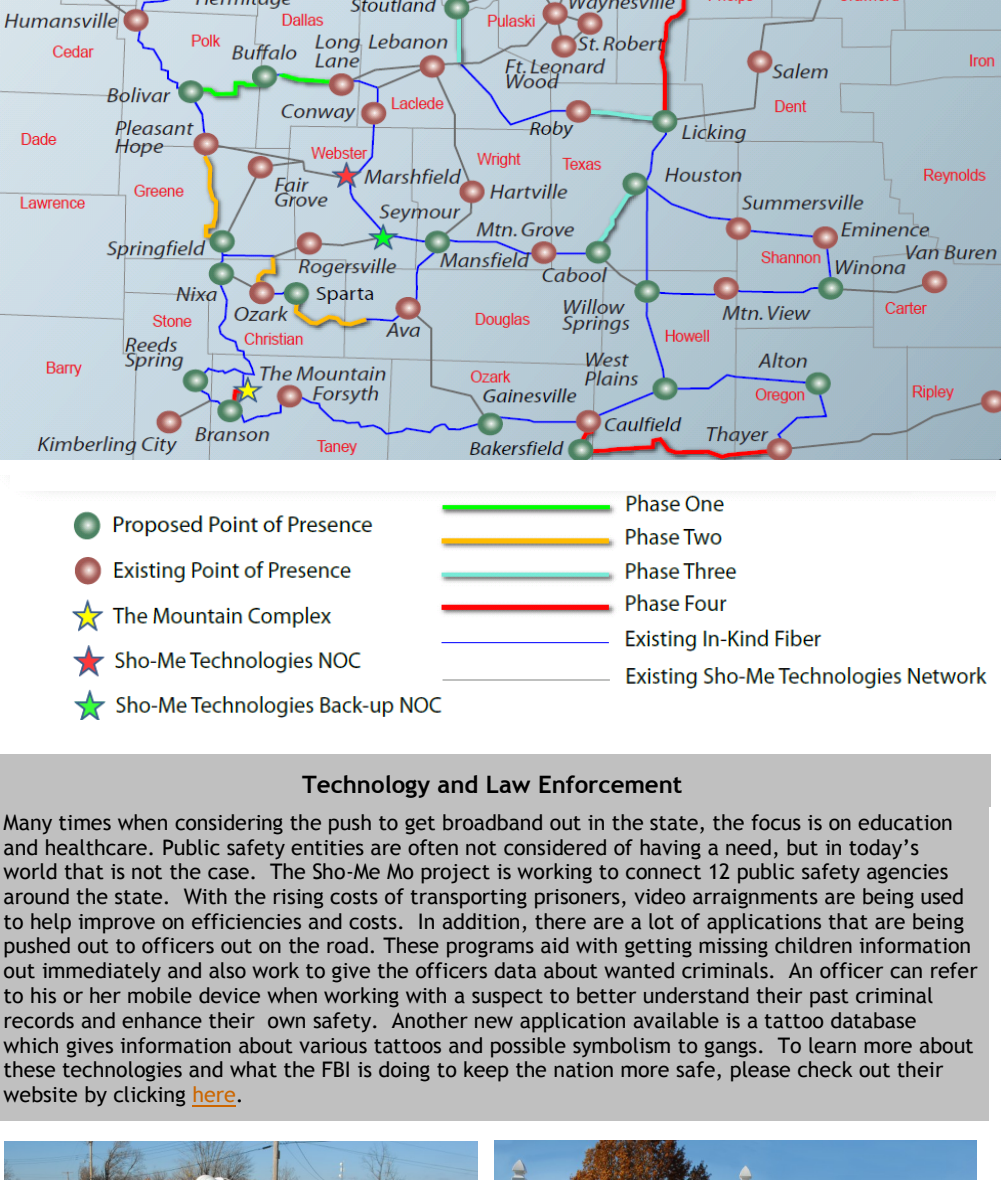 Hermitage
Stoutland
Waynesville
Humansville
Dallas
Pulaski
Cedar
Polk
Buffalo
Long Lane
Lebanon
St. Robert
Ft. Leonard Wood
Iron
Salem
Bolivar
Conway
Laclede
Dent
Roby
Licking
Pleasant Hope
Dade
Webster
Wright
Texas
Marshfield
Houston
Reynolds
Fair Grove
Greene
Hartville
Lawrence
Summersville
Seymour
Mtn. Grove
Eminence
Springfield
Mansfield
Van Buren
Rogersville
Cabool
Shannon
Winona
Nixa
Sparta
Ozark
Willow Springs
Mtn. View
Carter
Stone
Ava
Douglas
Christian
Howell
Reeds Spring
West Plains
Alton
Barry
The Mountain
Ozark
Forsyth
Gainesville
Oregon
Ripley
Caulfield
Branson
Thayer
Kimberling City
Taney
Bakersfield
Proposed Point of Presence
Existing Point of Presence
The Mountain Complex
Sho-Me Technologies NOC
Sho-Me Technologies Back-up NOC
Phase One
Phase Two
Phase Three
Phase Four
Existing In-Kind Fiber
Existing Sho-Me Technologies Network
Technology and Law Enforcement
Many times when considering the push to get broadband out in the state, the focus is on education
and healthcare. Public safety entities are often not considered of having a need, but in today’s
world that is not the case.  The Sho-Me Mo project is working to connect 12 public safety agencies
around the state.  With the rising costs of transporting prisoners, video arraignments are being used
to help improve on efficiencies and costs.  In addition, there are a lot of applications that are being
pushed out to officers out on the road. These programs aid with getting missing children information
out immediately and also work to give the officers data about wanted criminals.  An officer can refer
to his or her mobile device when working with a suspect to better understand their past criminal
records and enhance their  own safety.  Another new application available is a tattoo database
which gives information about various tattoos and possible symbolism to gangs.  To learn more about
these technologies and what the FBI is doing to keep the nation more safe, please check out their
website by clicking here.